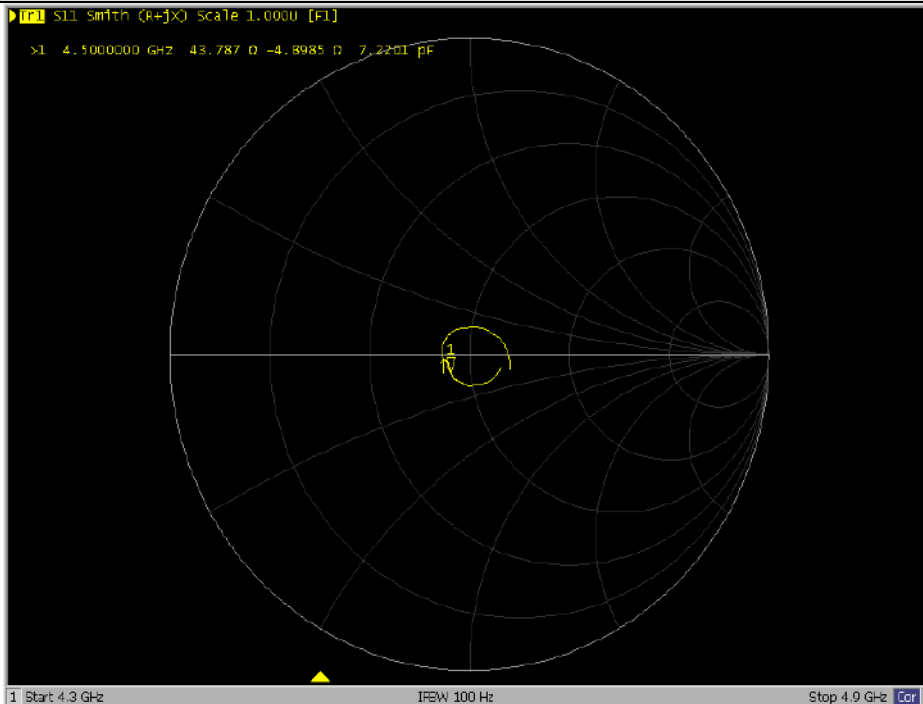 Tr1 S11 Smith (R+jX) Scale 1.000U [F1]
>1 4.5000000 GHz 43.787 Ω -4.8985 Ω 7.2201 pF
1
1 Start 4.3 GHz IFBW 100 Hz Stop 4.9 GHz Cor